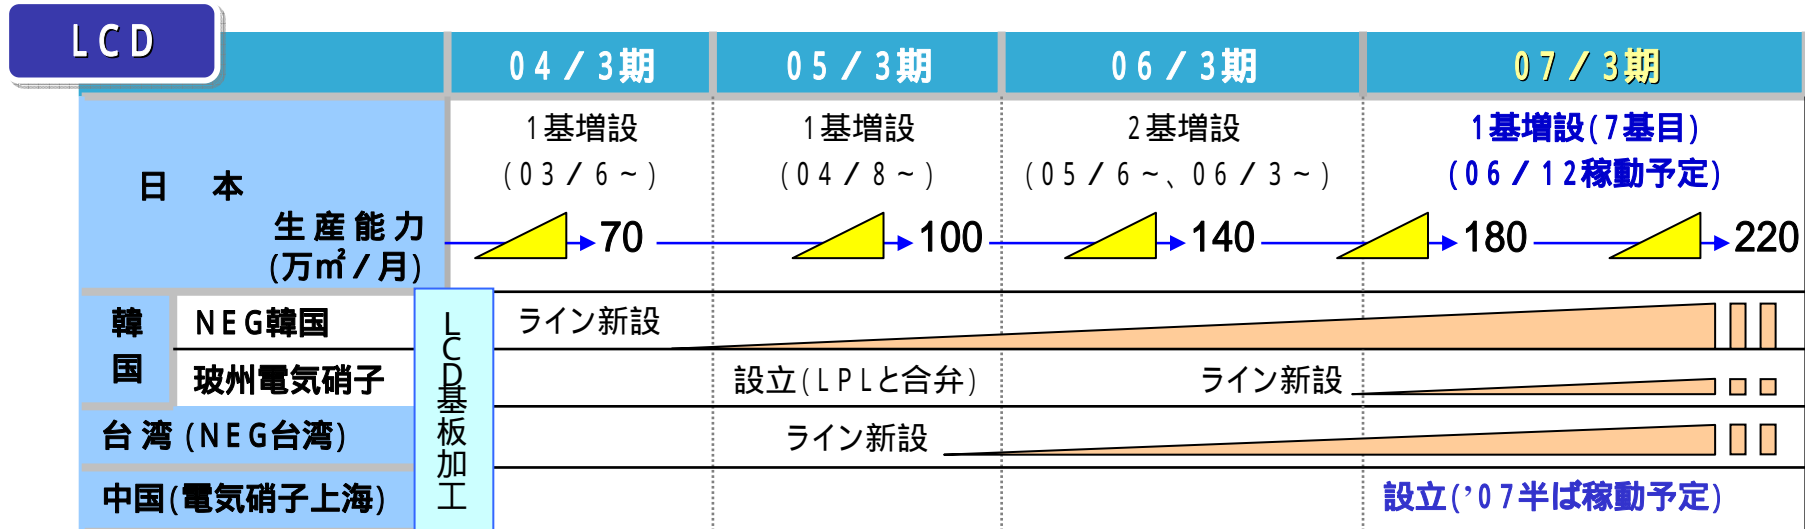 LCD
04/3期 05/3期 06/3期 07/3期
1基増設 1基増設 2基増設 1基増設(7基目)
(03/6~) (04/8~) (05/6~、06/3~) (06/12稼動予定)
日本
生産能力
(万㎡/月)
70 100 140 180 220
韓国
NEG韓国 ライン新設
玻州電気硝子 設立(LPLと合弁) ライン新設
台湾(NEG台湾) ライン新設
中国(電気硝子上海) 設立('07半ば稼動予定)
LCD基板加工